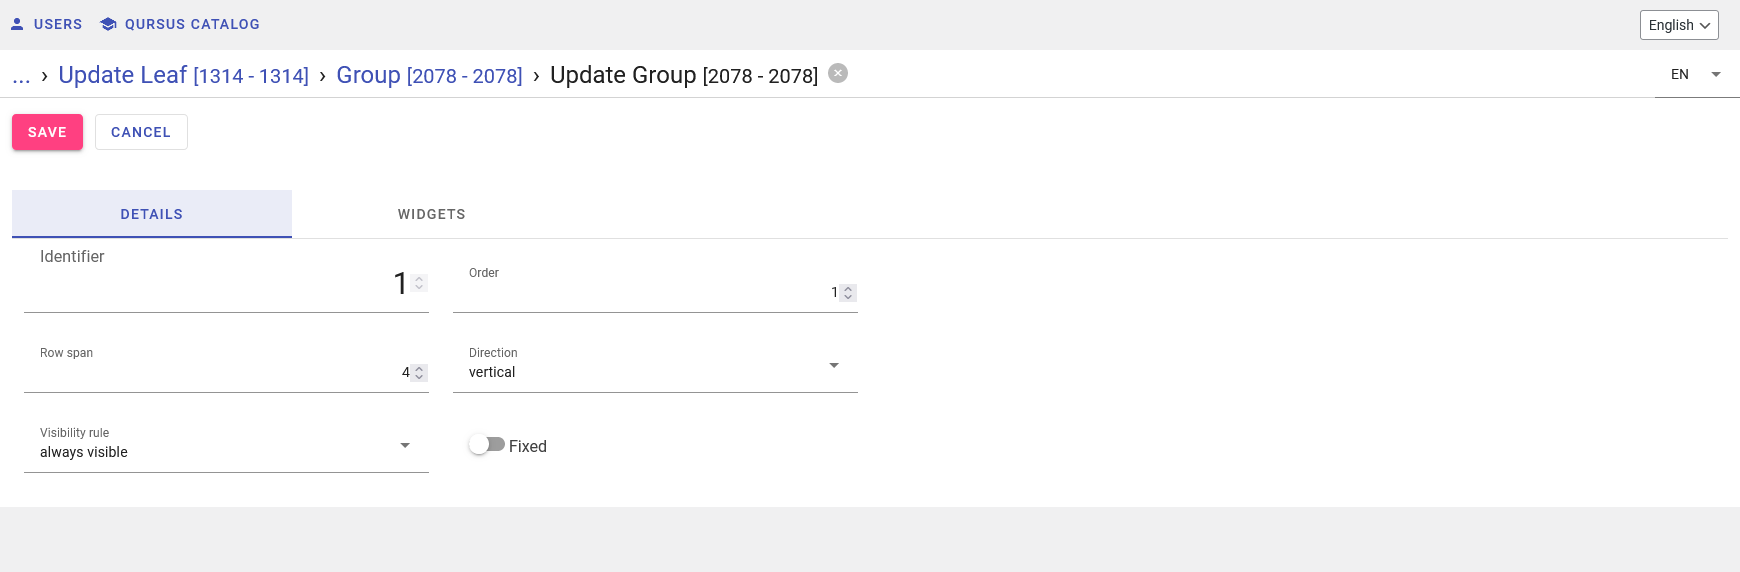 USERS QURSUS CATALOG English
... › Update Leaf [1314 - 1314] › Group [2078 - 2078] › Update Group [2078 - 2078] EN
SAVE CANCEL
DETAILS WIDGETS
Identifier
1
Order
1
Row span
4
Direction
vertical
Visibility rule
always visible
Fixed